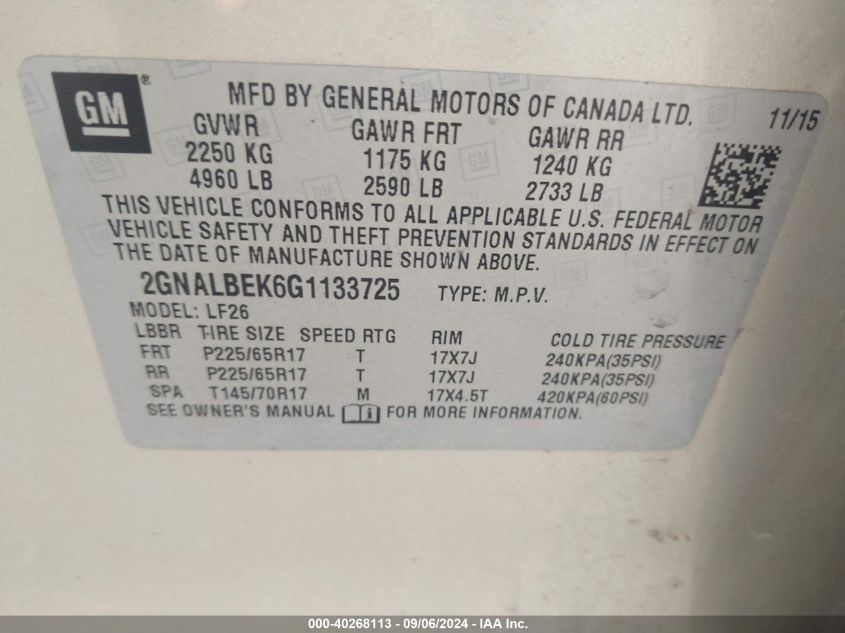 GM®
MFD BY GENERAL MOTORS OF CANADA LTD.
11/15
GVWR GAWR FRT GAWR RR
2250 KG 1175 KG 1240 KG
4960 LB 2590 LB 2733 LB
THIS VEHICLE CONFORMS TO ALL APPLICABLE U.S. FEDERAL MOTOR
VEHICLE SAFETY AND THEFT PREVENTION STANDARDS IN EFFECT ON
THE DATE OF MANUFACTURE SHOWN ABOVE.
2GNALBEK6G1133725 TYPE: M.P.V.
MODEL: LF26
LBBR TIRE SIZE SPEED RTG RIM COLD TIRE PRESSURE
FRT P225/65R17 T 17X7J 240KPA(35PSI)
RR P225/65R17 T 17X7J 240KPA(35PSI)
SPA T145/70R17 M 17X4.5T 420KPA(60PSI)
SEE OWNER'S MANUAL FOR MORE INFORMATION.
000-40268113 - 09/06/2024 - IAA Inc.